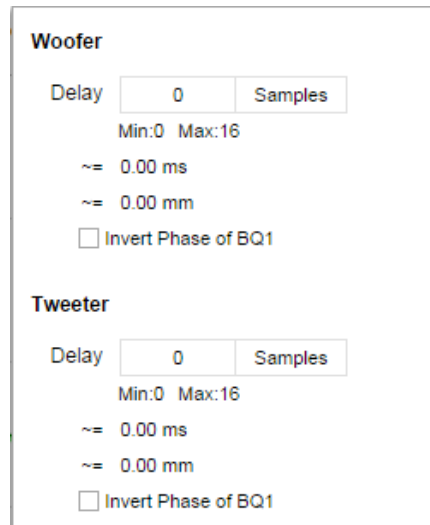 Woofer
Delay 0 Samples
Min:0 Max:16
~= 0.00 ms
~= 0.00 mm
Invert Phase of BQ1
Tweeter
Delay 0 Samples
Min:0 Max:16
~= 0.00 ms
~= 0.00 mm
Invert Phase of BQ1